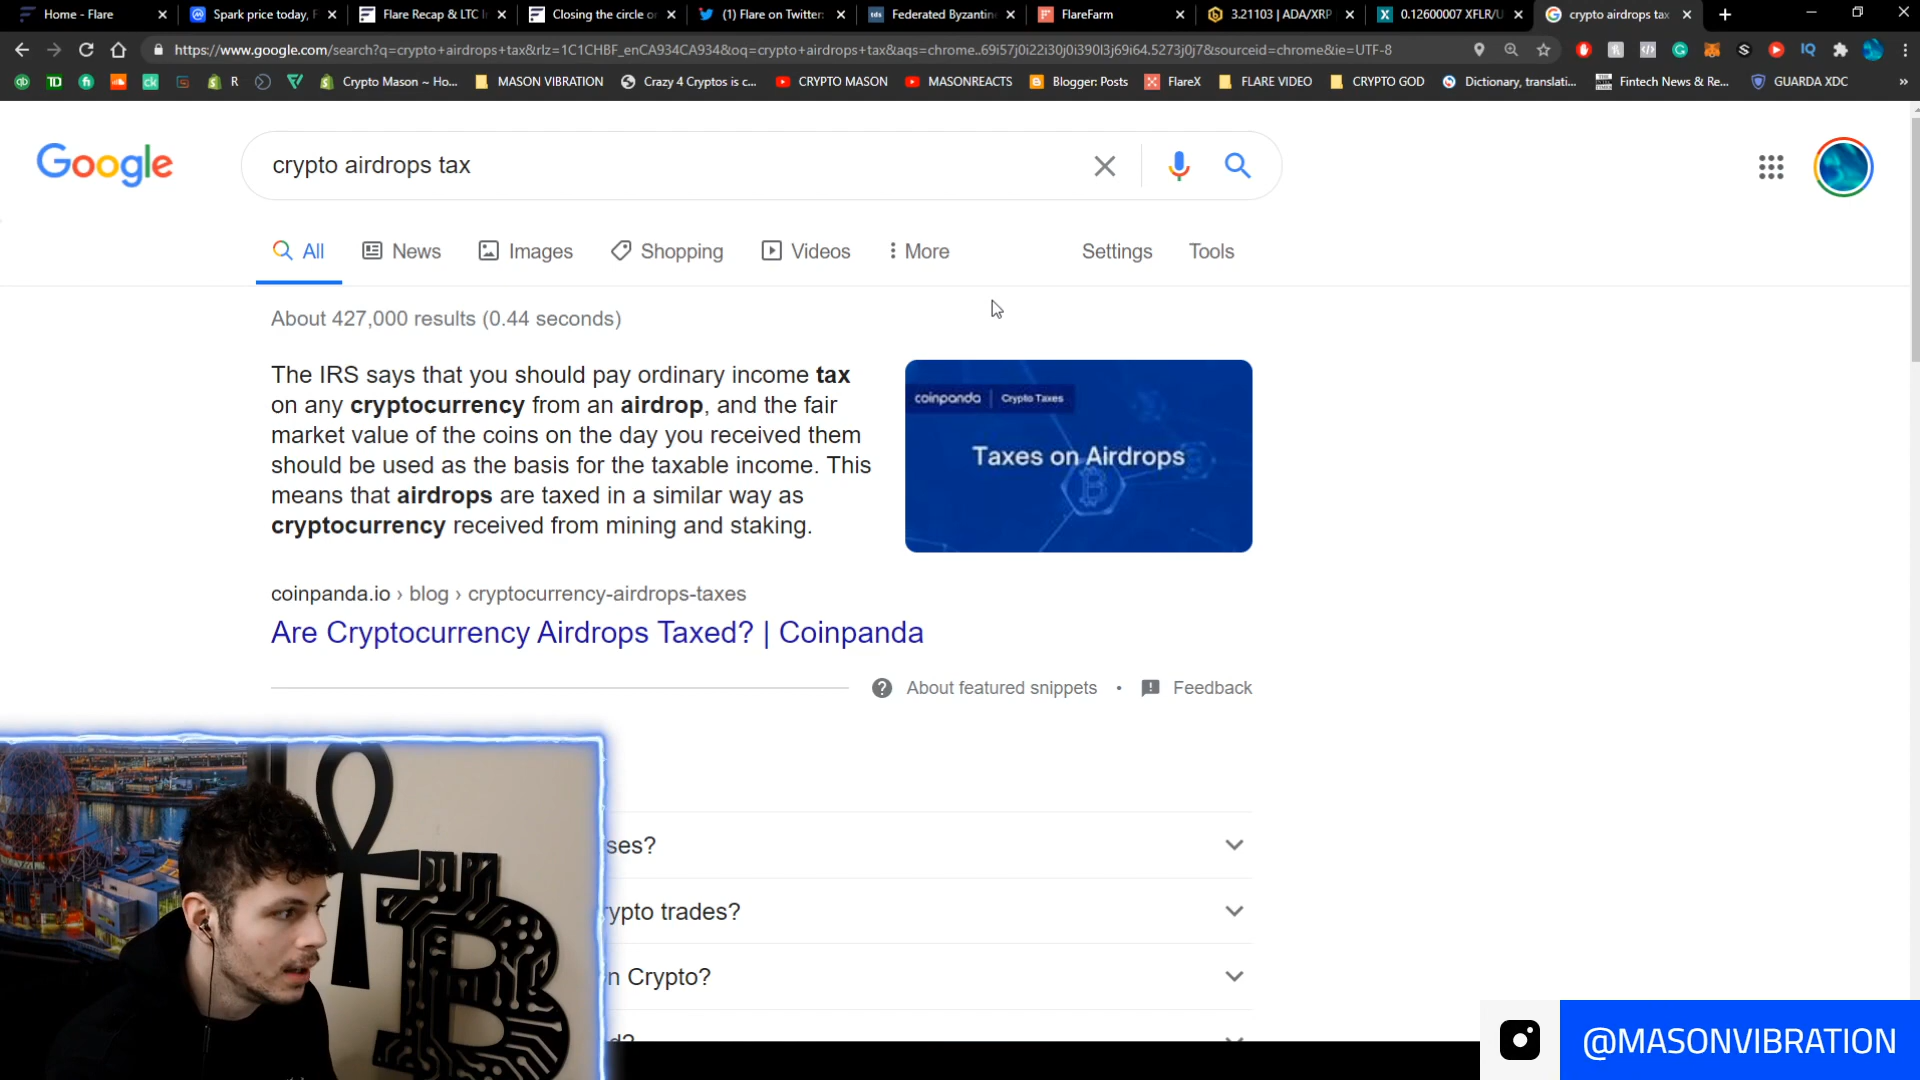 Home - Flare
Spark price today, F
Flare Recap & LTC I
Closing the circle o
(1) Flare on Twitter:
Federated Byzantin
FlareFarm
3.21103 | ADA/XRP
0.12600007 XFLR/U
crypto airdrops tax
https://www.google.com/search?q=crypto+airdrops+tax&rlz=1C1CHBF_enCA934CA934&oq=crypto+airdrops+tax&aqs=chrome..69i57j0i22i30j0i390l3j69i64.5273j0j7&sourceid=chrome&ie=UTF-8
R
Crypto Mason ~ Ho...
MASON VIBRATION
Crazy 4 Cryptos is c...
CRYPTO MASON
MASONREACTS
Blogger: Posts
FlareX
FLARE VIDEO
CRYPTO GOD
Dictionary, translati...
Fintech News & Re...
GUARDA XDC
Google
crypto airdrops tax
All
News
Images
Shopping
Videos
More
Settings
Tools
About 427,000 results (0.44 seconds)
The IRS says that you should pay ordinary income tax
on any cryptocurrency from an airdrop, and the fair
market value of the coins on the day you received them
should be used as the basis for the taxable income. This
means that airdrops are taxed in a similar way as
cryptocurrency received from mining and staking.
coinpanda | Crypto Taxes
Taxes on Airdrops
coinpanda.io › blog › cryptocurrency-airdrops-taxes
Are Cryptocurrency Airdrops Taxed? | Coinpanda
About featured snippets • Feedback
ses?
ypto trades?
n Crypto?
@MASONVIBRATION